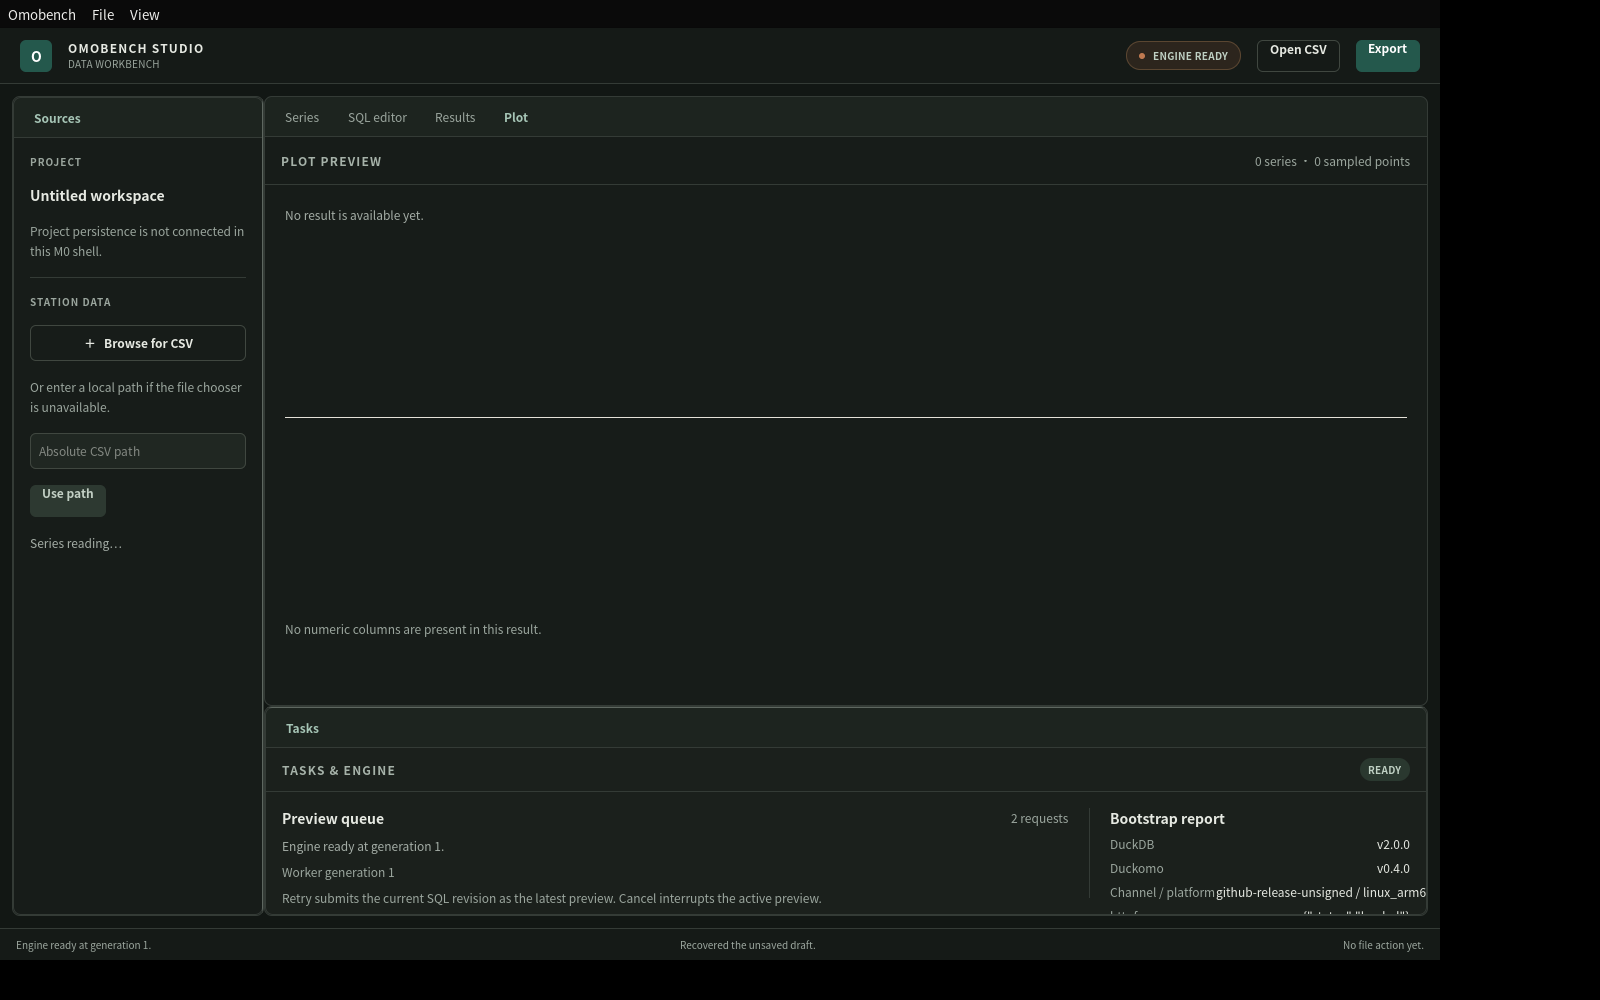 Omobench File View
O
OMOBENCH STUDIO
DATA WORKBENCH
ENGINE READY
Open CSV
Export
Sources
PROJECT
Untitled workspace
Project persistence is not connected in
this M0 shell.
STATION DATA
+ Browse for CSV
Or enter a local path if the file chooser
is unavailable.
Absolute CSV path
Use path
Series reading…
Series SQL editor Results Plot
PLOT PREVIEW
0 series · 0 sampled points
No result is available yet.
No numeric columns are present in this result.
Tasks
TASKS & ENGINE
READY
Preview queue
2 requests
Engine ready at generation 1.
Worker generation 1
Retry submits the current SQL revision as the latest preview. Cancel interrupts the active preview.
Bootstrap report
DuckDB v2.0.0
Duckomo v0.4.0
Channel / platform github-release-unsigned / linux_arm6
Engine ready at generation 1.
Recovered the unsaved draft.
No file action yet.